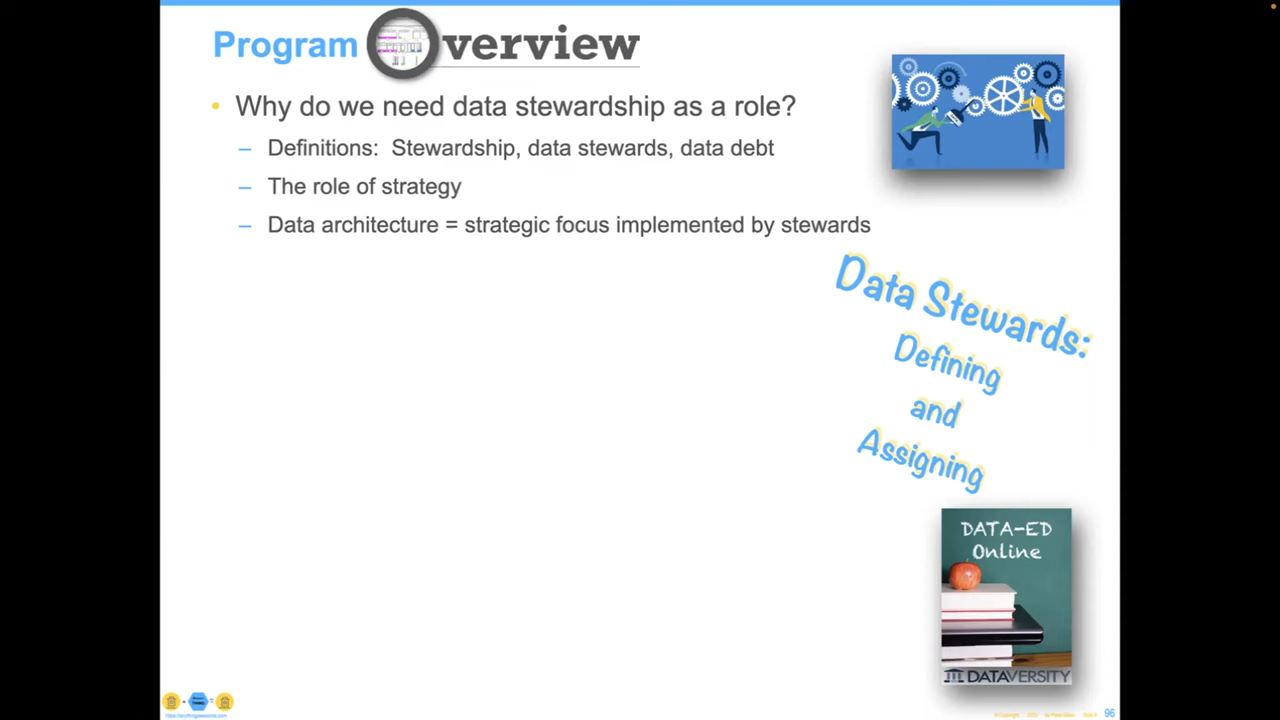 Program Overview
• Why do we need data stewardship as a role?
– Definitions: Stewardship, data stewards, data debt
– The role of strategy
– Data architecture = strategic focus implemented by stewards
Data Stewards:
Defining
and
Assigning
DATA-ED
Online
DATAVERSITY
96